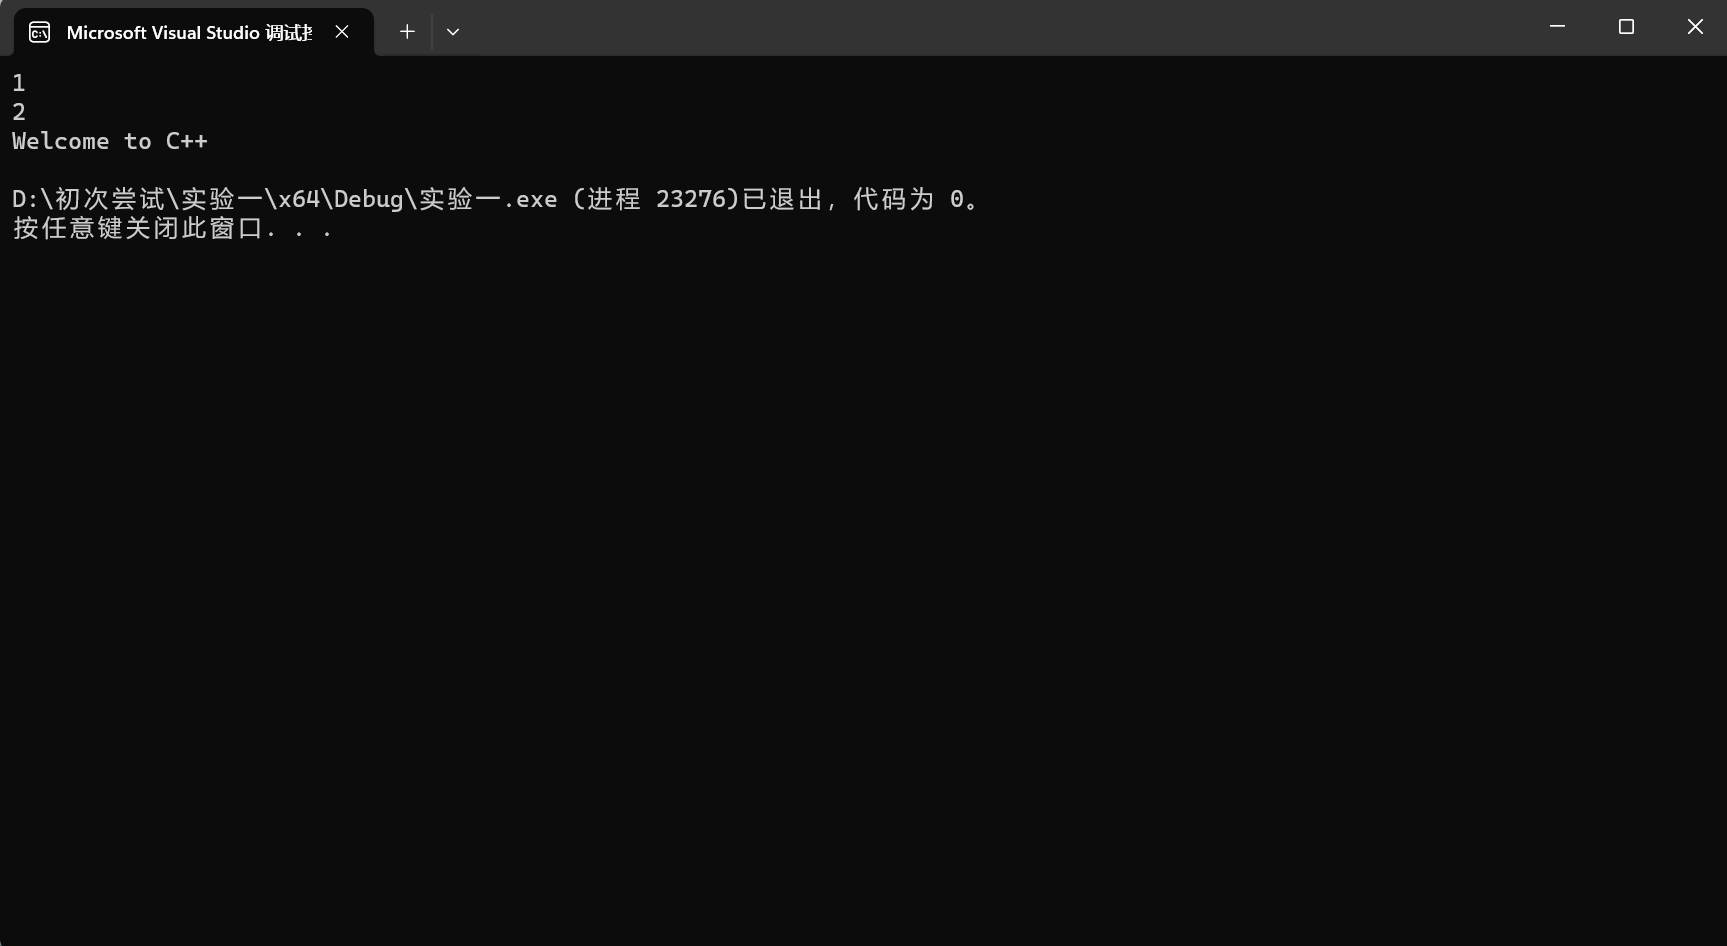 Microsoft Visual Studio 调试
1
2
Welcome to C++
D:\初次尝试\实验一\x64\Debug\实验一.exe (进程 23276)已退出，代码为 0。
按任意键关闭此窗口. . .